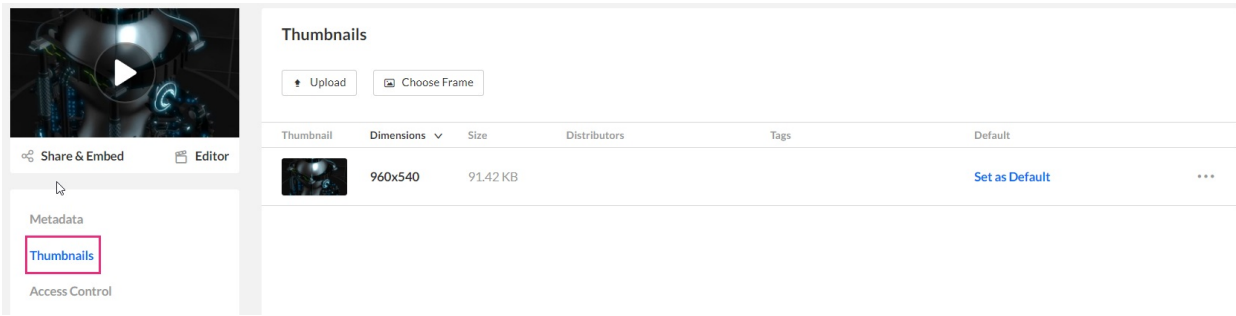 Share & Embed
Editor
Metadata
Thumbnails
Access Control
Thumbnails
Upload
Choose Frame
Thumbnail Dimensions Size Distributors Tags Default
960x540 91.42 KB Set as Default